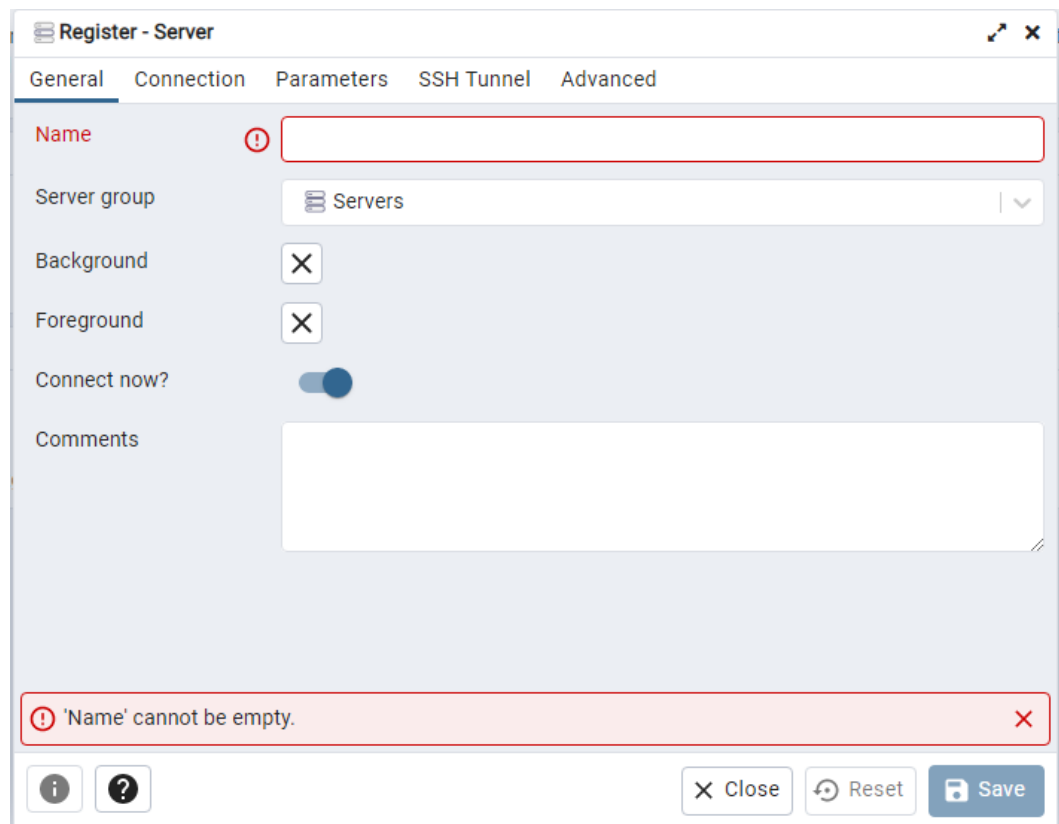 Register - Server
General Connection Parameters SSH Tunnel Advanced
Name
Server group Servers
Background
Foreground
Connect now?
Comments
'Name' cannot be empty.
Close Reset Save